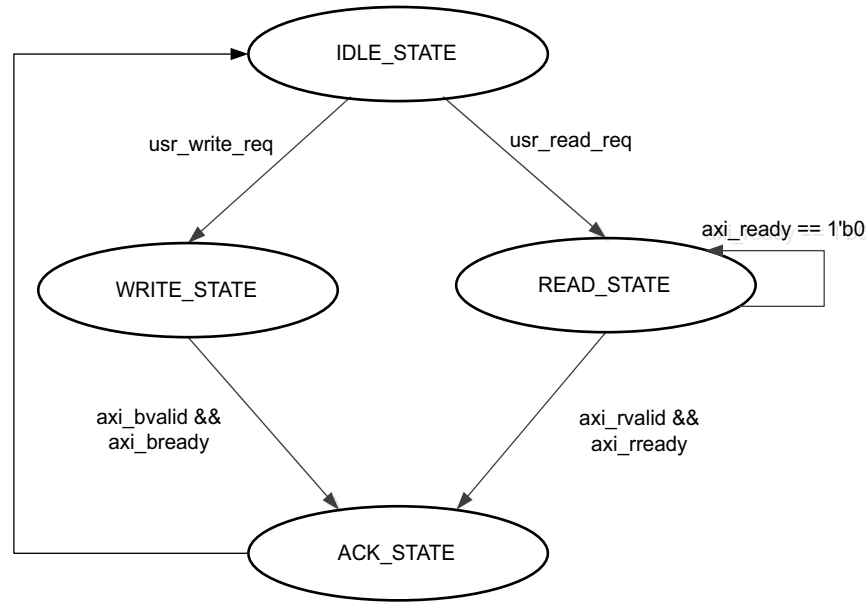 IDLE_STATE
usr_write_req
usr_read_req
axi_ready == 1'b0
WRITE_STATE
READ_STATE
axi_bvalid &&
axi_bready
axi_rvalid &&
axi_rready
ACK_STATE